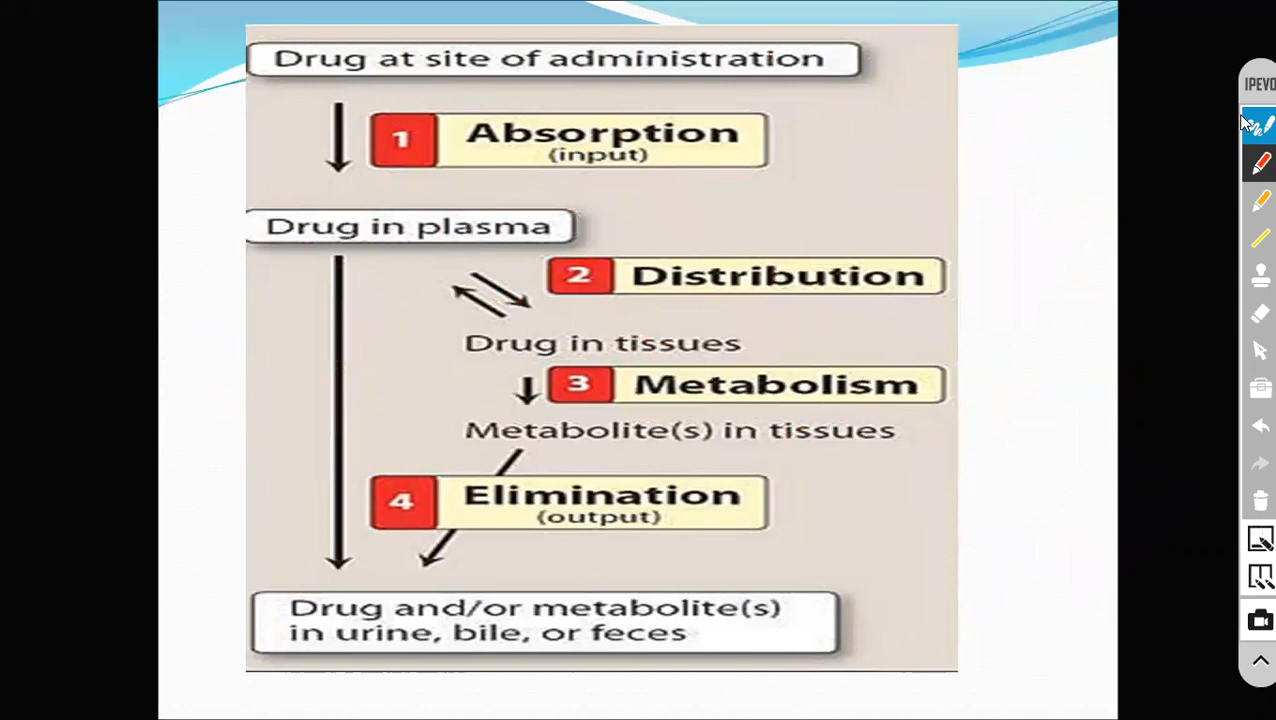 Drug at site of administration
1 Absorption
(input)
Drug in plasma
2 Distribution
Drug in tissues
3 Metabolism
Metabolite(s) in tissues
4 Elimination
(output)
Drug and/or metabolite(s)
in urine, bile, or feces
IPEVO